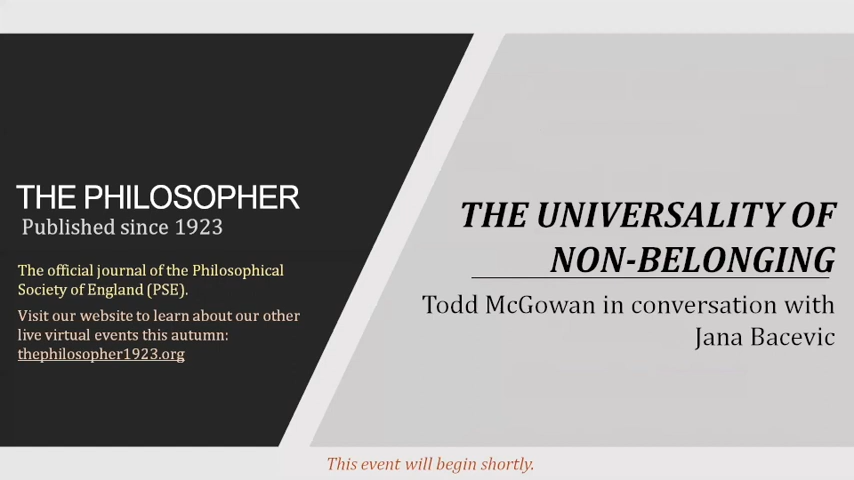 THE PHILOSOPHER
Published since 1923
The official journal of the Philosophical
Society of England (PSE).
Visit our website to learn about our other
live virtual events this autumn:
thephilosopher1923.org
THE UNIVERSALITY OF
NON-BELONGING
Todd McGowan in conversation with
Jana Bacevic
This event will begin shortly.